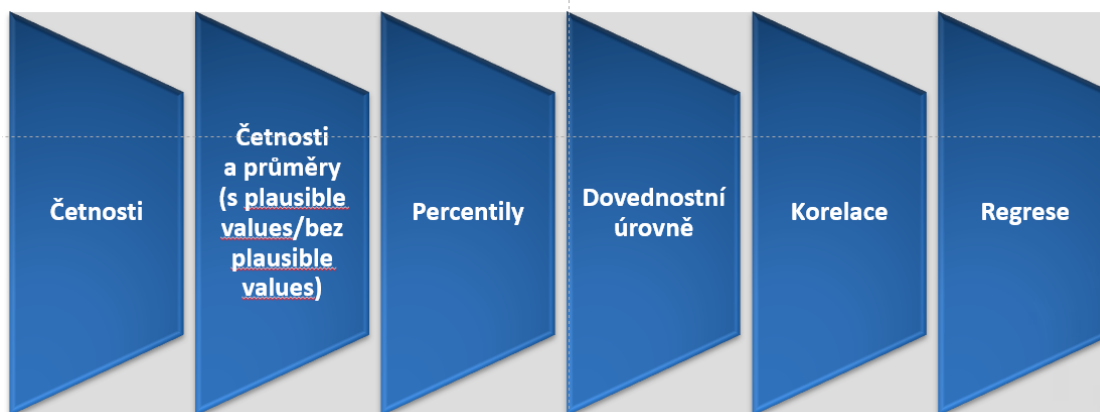 Četnosti
Četnosti
a průměry
(s plausible
values/bez
plausible
values)
Percentily
Dovednostní
úrovně
Korelace
Regrese